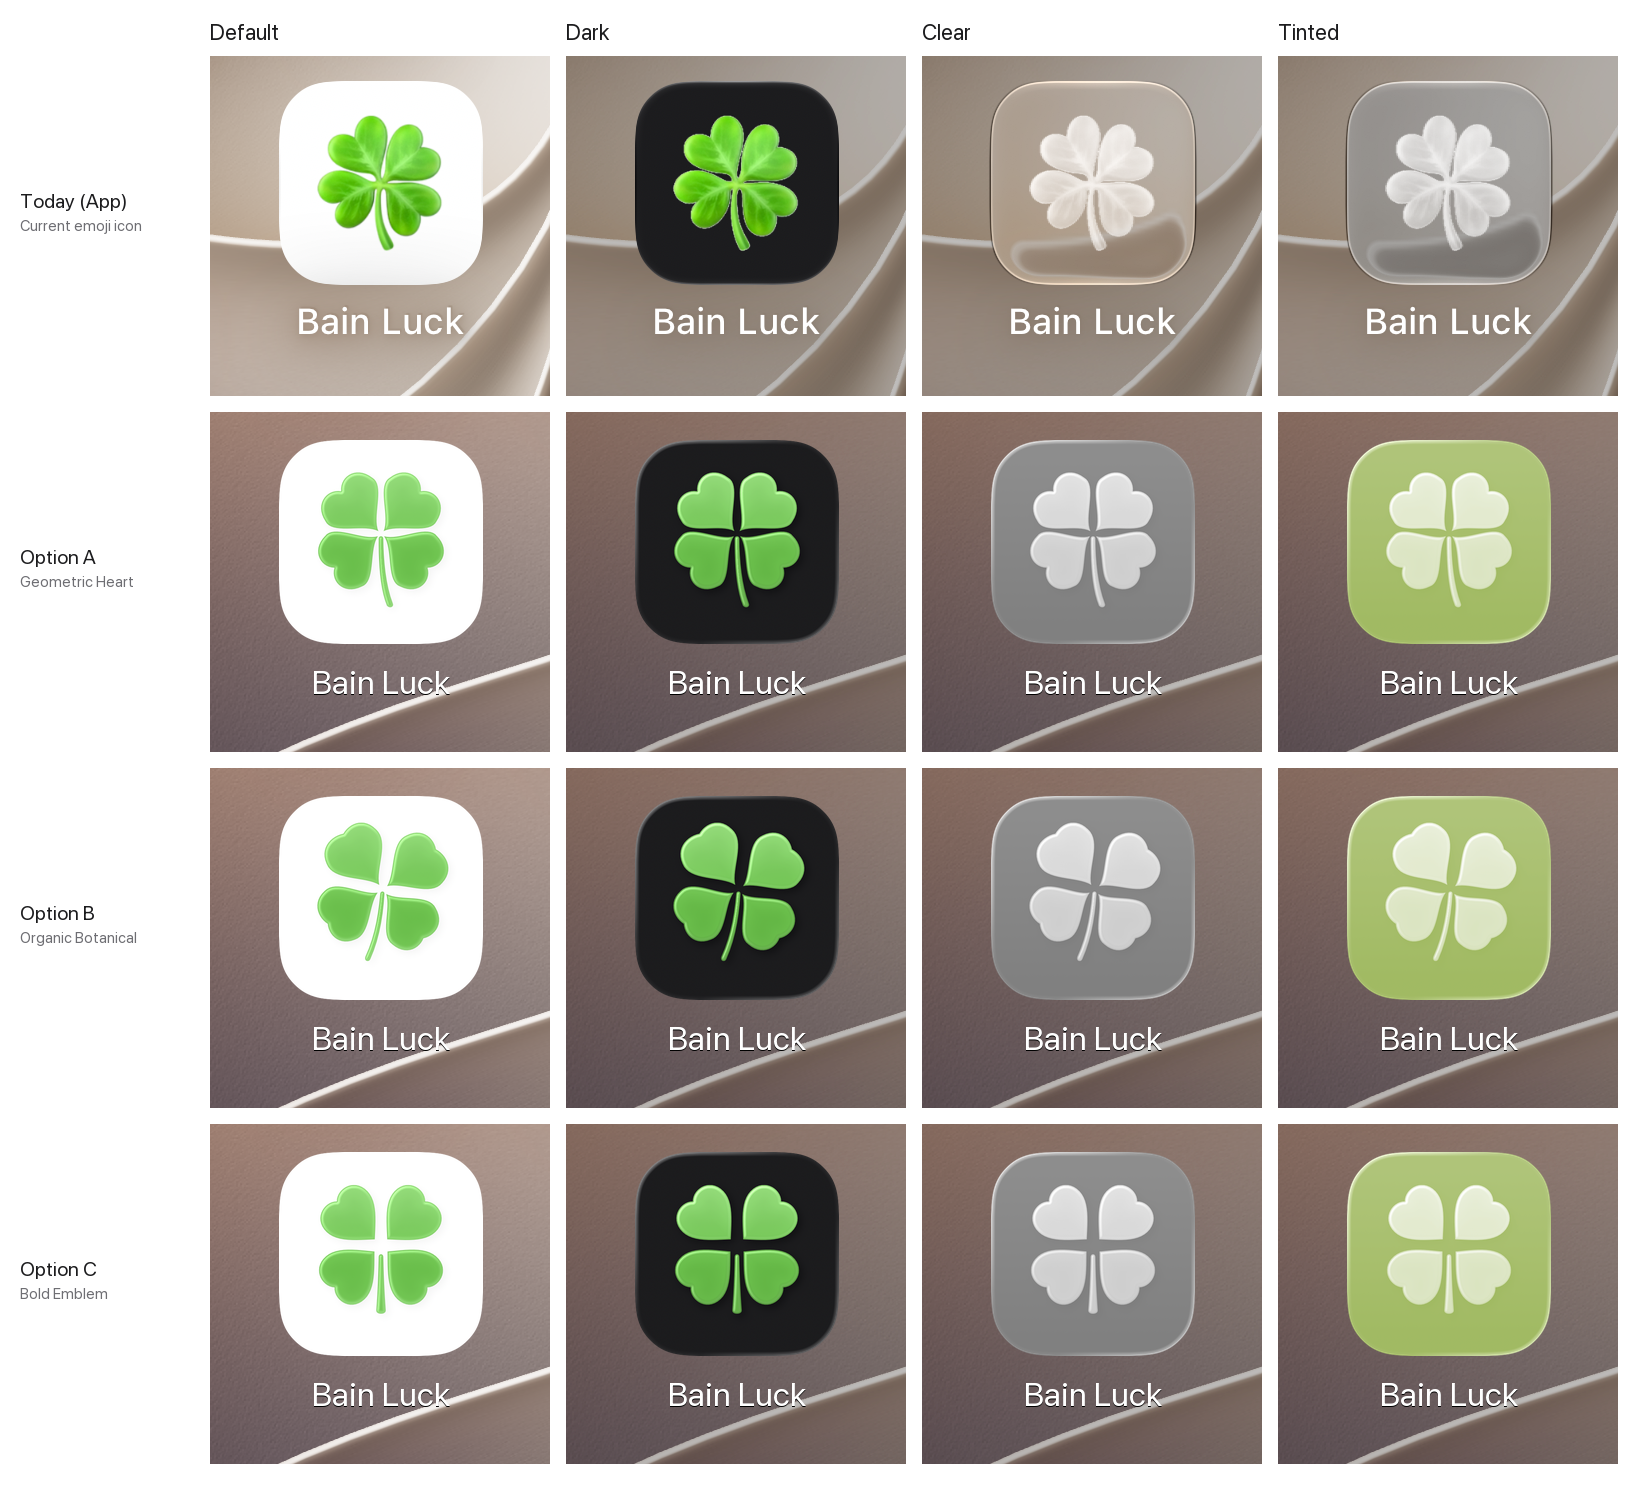 Default Dark Clear Tinted
Today (App)
Current emoji icon
Bain Luck Bain Luck Bain Luck Bain Luck
Option A
Geometric Heart
Bain Luck Bain Luck Bain Luck Bain Luck
Option B
Organic Botanical
Bain Luck Bain Luck Bain Luck Bain Luck
Option C
Bold Emblem
Bain Luck Bain Luck Bain Luck Bain Luck